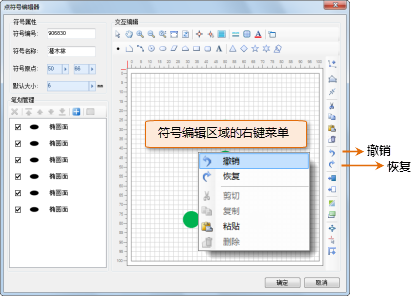 点符号编辑器
符号属性
符号编号: 906830
符号名称: 灌木林
符号原点: 50 86
默认大小: 6 mm
笔划管理
椭圆面
椭圆面
椭圆面
椭圆面
椭圆面
椭圆面
交互编辑
符号编辑区域的右键菜单
撤销
恢复
剪切
复制
粘贴
删除
撤销
恢复
确定
取消